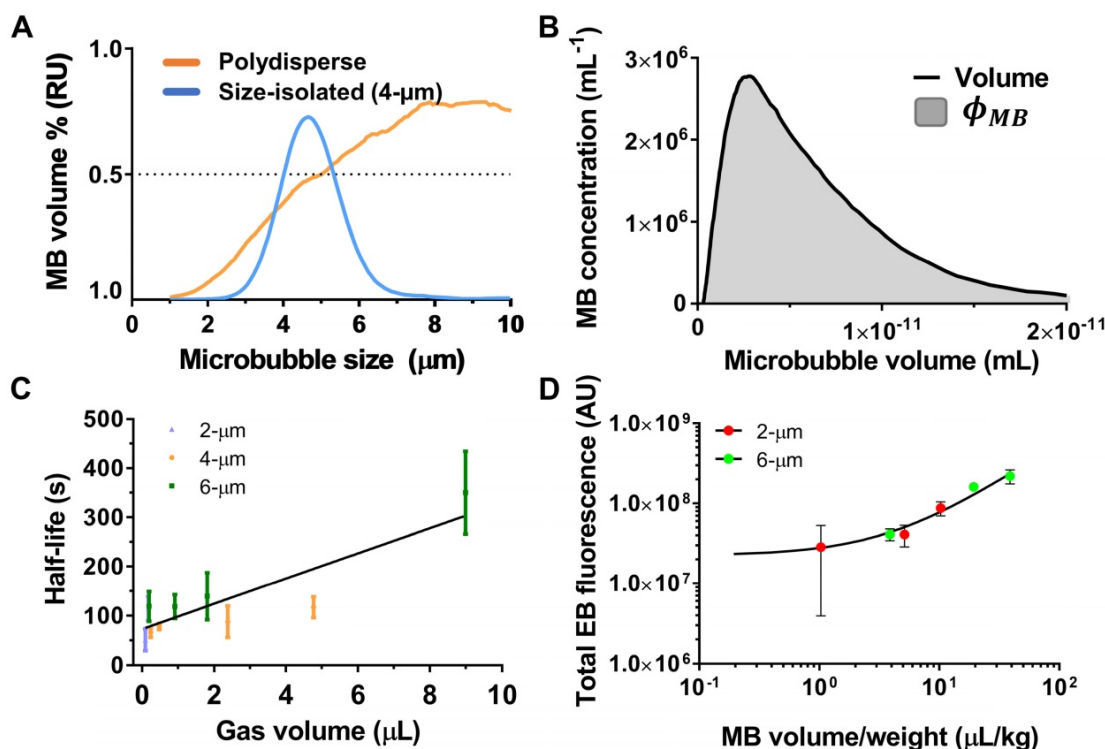 A
MB volume % (RU)
1.0
0.5
1.0
Polydisperse
Size-isolated (4-μm)
0 2 4 6 8 10
Microbubble size (μm)
B
MB concentration (mL⁻¹)
3×10⁶
2×10⁶
1×10⁶
0
Volume
ϕMB
0 1×10⁻¹¹ 2×10⁻¹¹
Microbubble volume (mL)
C
Half-life (s)
500
400
300
200
100
0
2-μm
4-μm
6-μm
0 2 4 6 8 10
Gas volume (μL)
D
Total EB fluorescence (AU)
1.0×10⁹
1.0×10⁸
1.0×10⁷
1.0×10⁶
2-μm
6-μm
10⁻¹ 10⁰ 10¹ 10²
MB volume/weight (μL/kg)